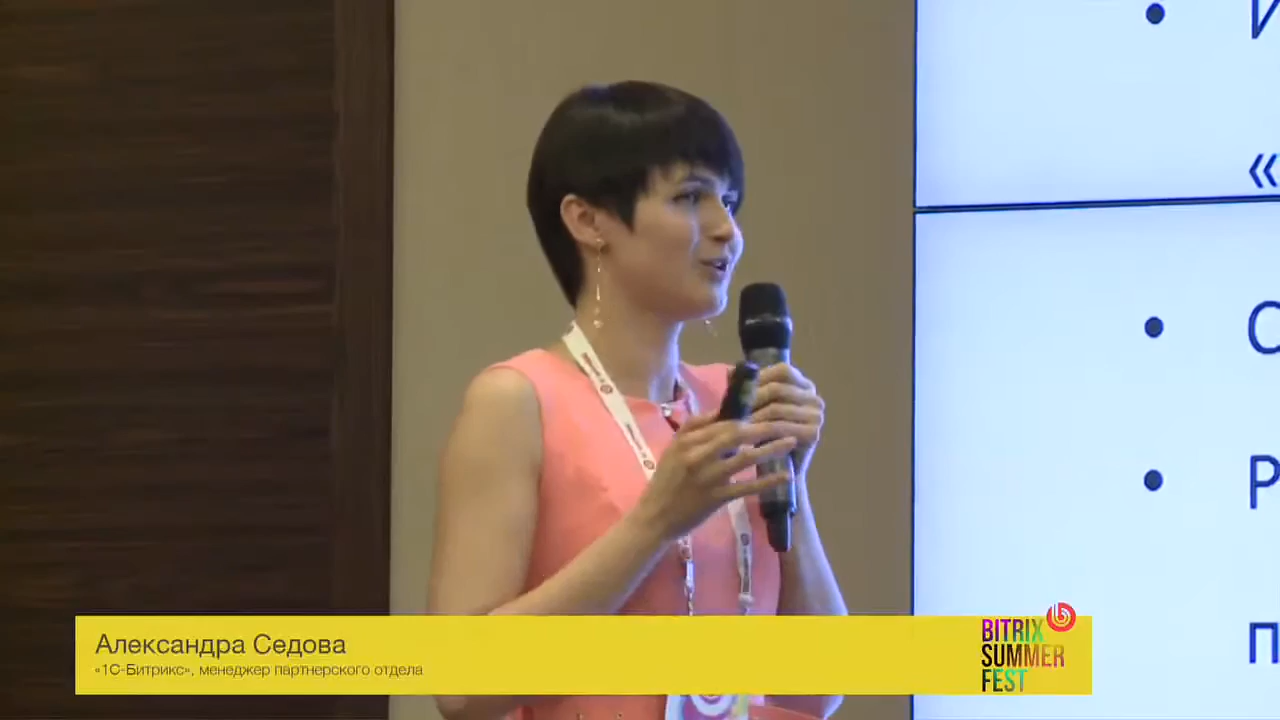 И
«
О
Р
п
Александра Седова
«1С-Битрикс», менеджер партнерского отдела
BITRIX
SUMMER
FEST